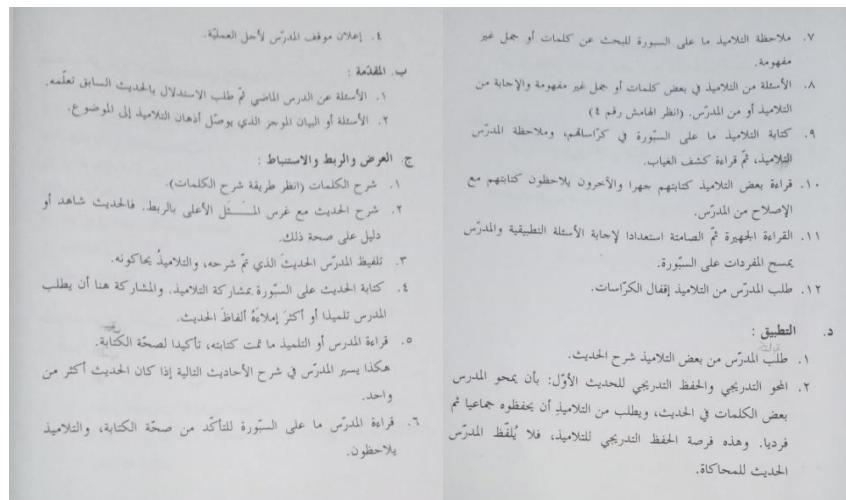 ٤. إعلان موقف المدرّس لأجل العمليّة.
ب. المقدّمة :
١. الأسئلة عن الدرس الماضي ثمّ طلب الاستدلال بالحديث السابق تعلّمه.
٢. الأسئلة أو البيان الموجز الذي يوصّل أذهان التلاميذ إلى الموضوع.
ج. العرض والربط والاستنباط :
١. شرح الكلمات (انظر طريقة شرح الكلمات).
٢. شرح الحديث مع غرس المَــثَل الأعلى بالربط. فالحديث شاهد أو
دليل على صحة ذلك.
٣. تلفيظ المدرّس الحديثَ الذي تمّ شرحه، والتلاميذُ يحاكونه.
٤. كتابة الحديث على السبّورة بمشاركة التلاميذ. والمشاركة هنا أن يطلب
المدرس تلميذا أو أكثرَ إملاءَهُ ألفاظَ الحديث.
٥. قراءة المدرس أو التلميذ ما تمت كتابته، تأكيدا لصحة الكتابة.
هكذا يسير المدرّس في شرح الأحاديث التالية إذا كان الحديث أكثر من
واحد.
٦. قراءة المدرّس ما على السبّورة للتأكّد من صحّة الكتابة، والتلاميذ
يلاحظون.
٧. ملاحظة التلاميذ ما على السبورة للبحث عن كلمات أو جمل غير
مفهومة.
٨. الأسئلة من التلاميذ في بعض كلمات أو جمل غير مفهومة والإجابة من
التلاميذ أو من المدرّس. (انظر الهامش رقم ٤)
٩. كتابة التلاميذ ما على السبّورة في كرّاساتهم، وملاحظة المدرّس
التلاميذ، ثمّ قراءة كشف الغياب.
١٠. قراءة بعض التلاميذ كتابتهم جهرا والآخرون يلاحظون كتابتهم مع
الإصلاح من المدرّس.
١١. القراءة الجهيرة ثمّ الصامتة استعدادا لإجابة الأسئلة التطبيقية والمدرّس
يمسح المفردات على السبّورة.
١٢. طلب المدرّس من التلاميذ إقفال الكرّاسات.
د. التطبيق :
١. طلب المدرّس من بعض التلاميذ شرح الحديث.
٢. المحو التدريجي والحفظ التدريجي للحديث الأوّل: بأن يمحو المدرس
بعض الكلمات في الحديث، ويطلب من التلاميذِ أن يحفظوه جماعيا ثم
فرديا. وهذه فرصة الحفظ التدريجي للتلاميذ، فلا يُلفّظ المدرّس
الحديث للمحاكاة.